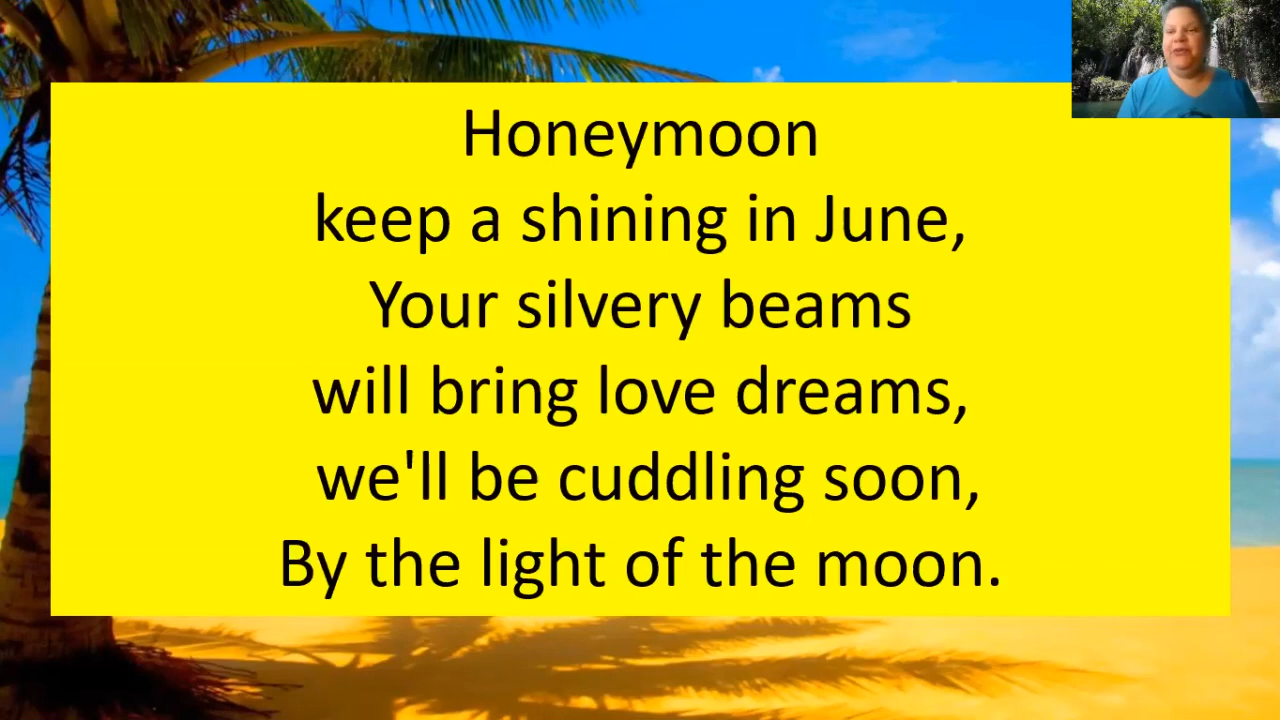 Honeymoon
keep a shining in June,
Your silvery beams
will bring love dreams,
we'll be cuddling soon,
By the light of the moon.